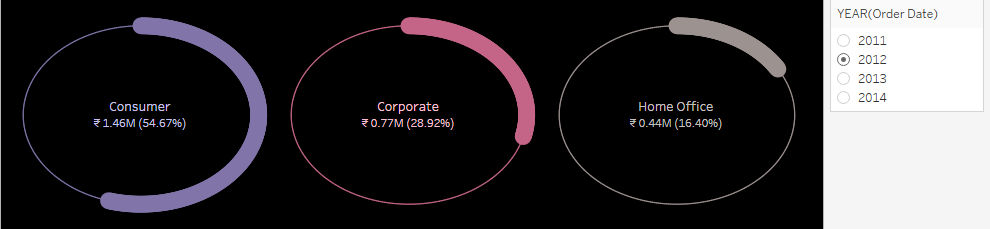 Consumer
₹ 1.46M (54.67%)
Corporate
₹ 0.77M (28.92%)
Home Office
₹ 0.44M (16.40%)
YEAR(Order Date)
2011
2012
2013
2014